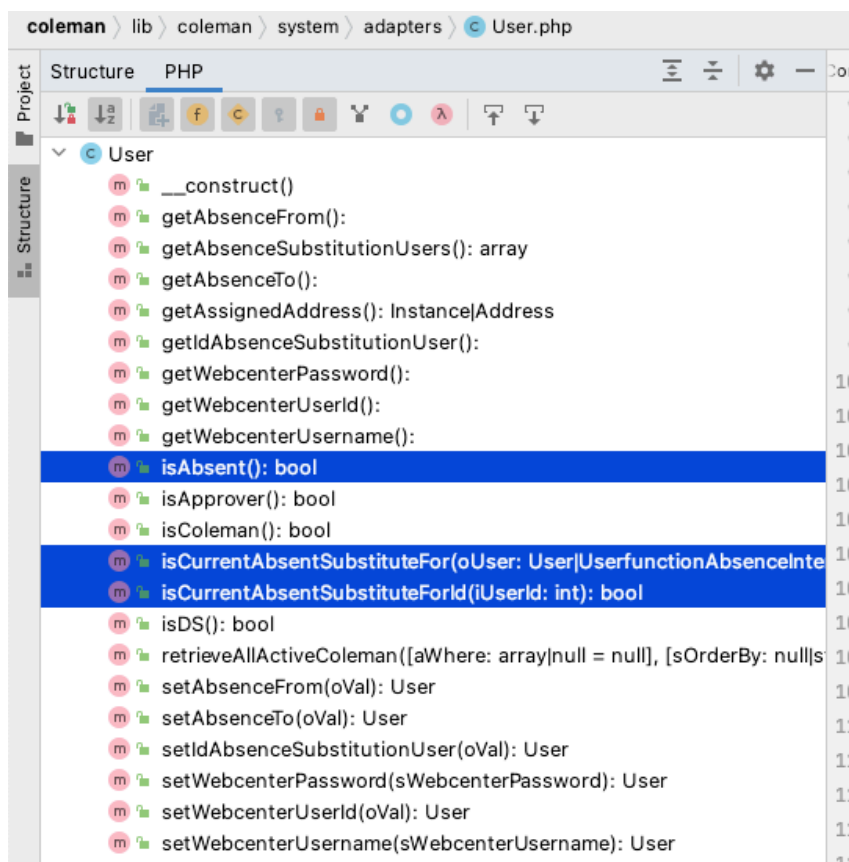 coleman 〉 lib 〉 coleman 〉 system 〉 adapters 〉 C User.php
Project
Structure
Structure PHP
f C λ
C User
m __construct()
m getAbsenceFrom():
m getAbsenceSubstitutionUsers(): array
m getAbsenceTo():
m getAssignedAddress(): Instance|Address
m getIdAbsenceSubstitutionUser():
m getWebcenterPassword():
m getWebcenterUserId():
m getWebcenterUsername():
m isAbsent(): bool
m isApprover(): bool
m isColeman(): bool
m isCurrentAbsentSubstituteFor(oUser: User|UserfunctionAbsenceInte
m isCurrentAbsentSubstituteForId(iUserId: int): bool
m isDS(): bool
m retrieveAllActiveColeman([aWhere: array|null = null], [sOrderBy: null|s
m setAbsenceFrom(oVal): User
m setAbsenceTo(oVal): User
m setIdAbsenceSubstitutionUser(oVal): User
m setWebcenterPassword(sWebcenterPassword): User
m setWebcenterUserId(oVal): User
m setWebcenterUsername(sWebcenterUsername): User